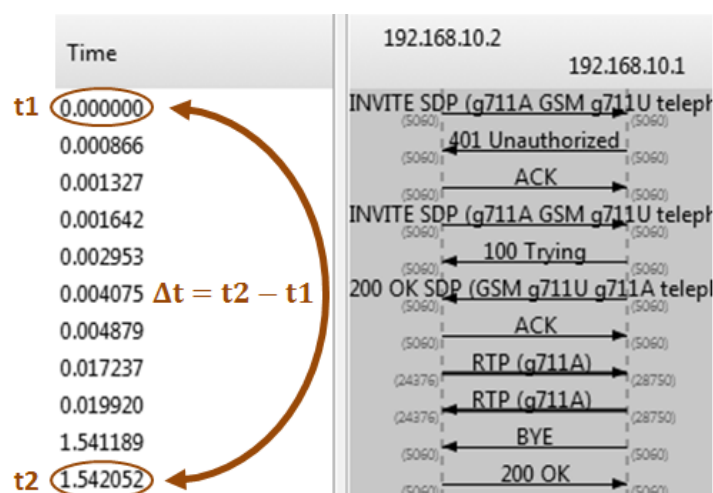 Time
192.168.10.2
192.168.10.1
t1 0.000000 INVITE SDP (g711A GSM g711U teleph
(5060) (5060)
0.000866 401 Unauthorized
(5060) (5060)
0.001327 ACK
(5060) (5060)
0.001642 INVITE SDP (g711A GSM g711U teleph
(5060) (5060)
0.002953 100 Trying
(5060) (5060)
0.004075 Δt = t2 − t1 200 OK SDP (GSM g711U g711A telepl
(5060) (5060)
0.004879 ACK
(5060) (5060)
0.017237 RTP (g711A)
(24376) (28750)
0.019920 RTP (g711A)
(24376) (28750)
1.541189 BYE
(5060) (5060)
t2 1.542052 200 OK
(5060) (5060)